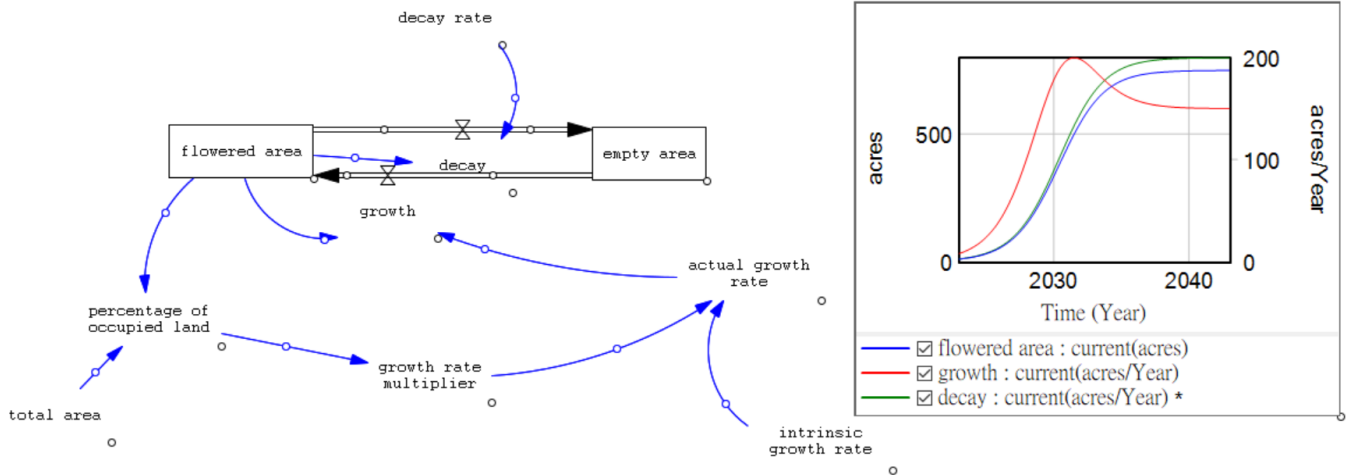 decay rate
flowered area
empty area
decay
growth
actual growth
rate
percentage of
occupied land
growth rate
multiplier
total area
intrinsic
growth rate
acres
500
0
200
100
0
acres/Year
2030
2040
Time (Year)
flowered area : current(acres)
growth : current(acres/Year)
decay : current(acres/Year) *